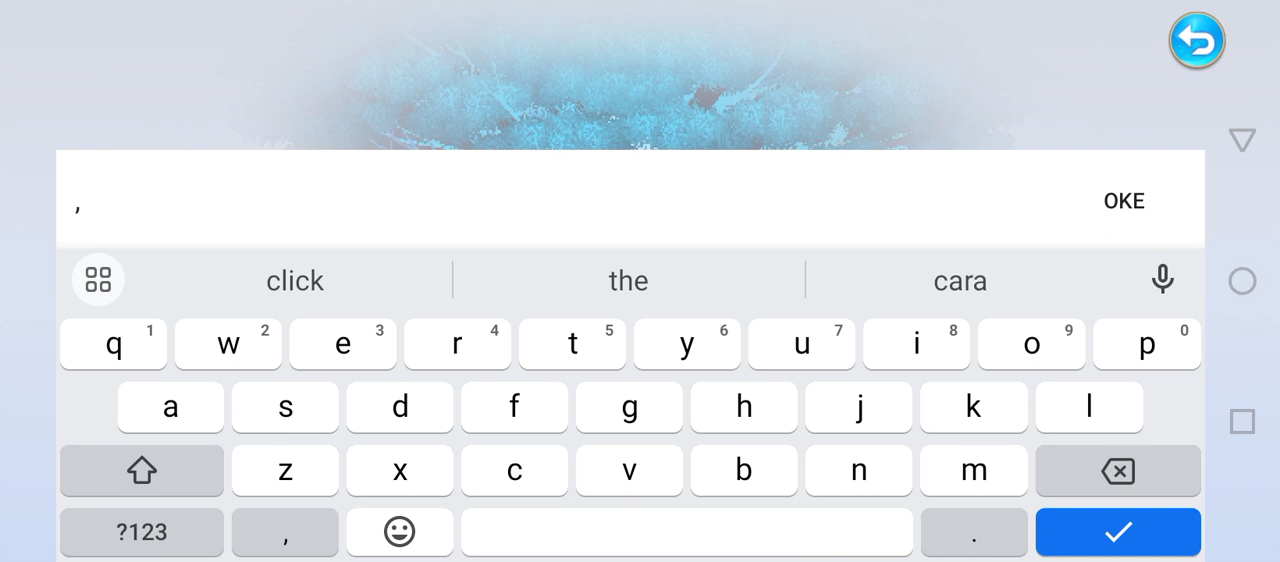 ,
OKE
click the cara
q 1 w 2 e 3 r 4 t 5 y 6 u 7 i 8 o 9 p 0
a s d f g h j k l
z x c v b n m
?123 , .